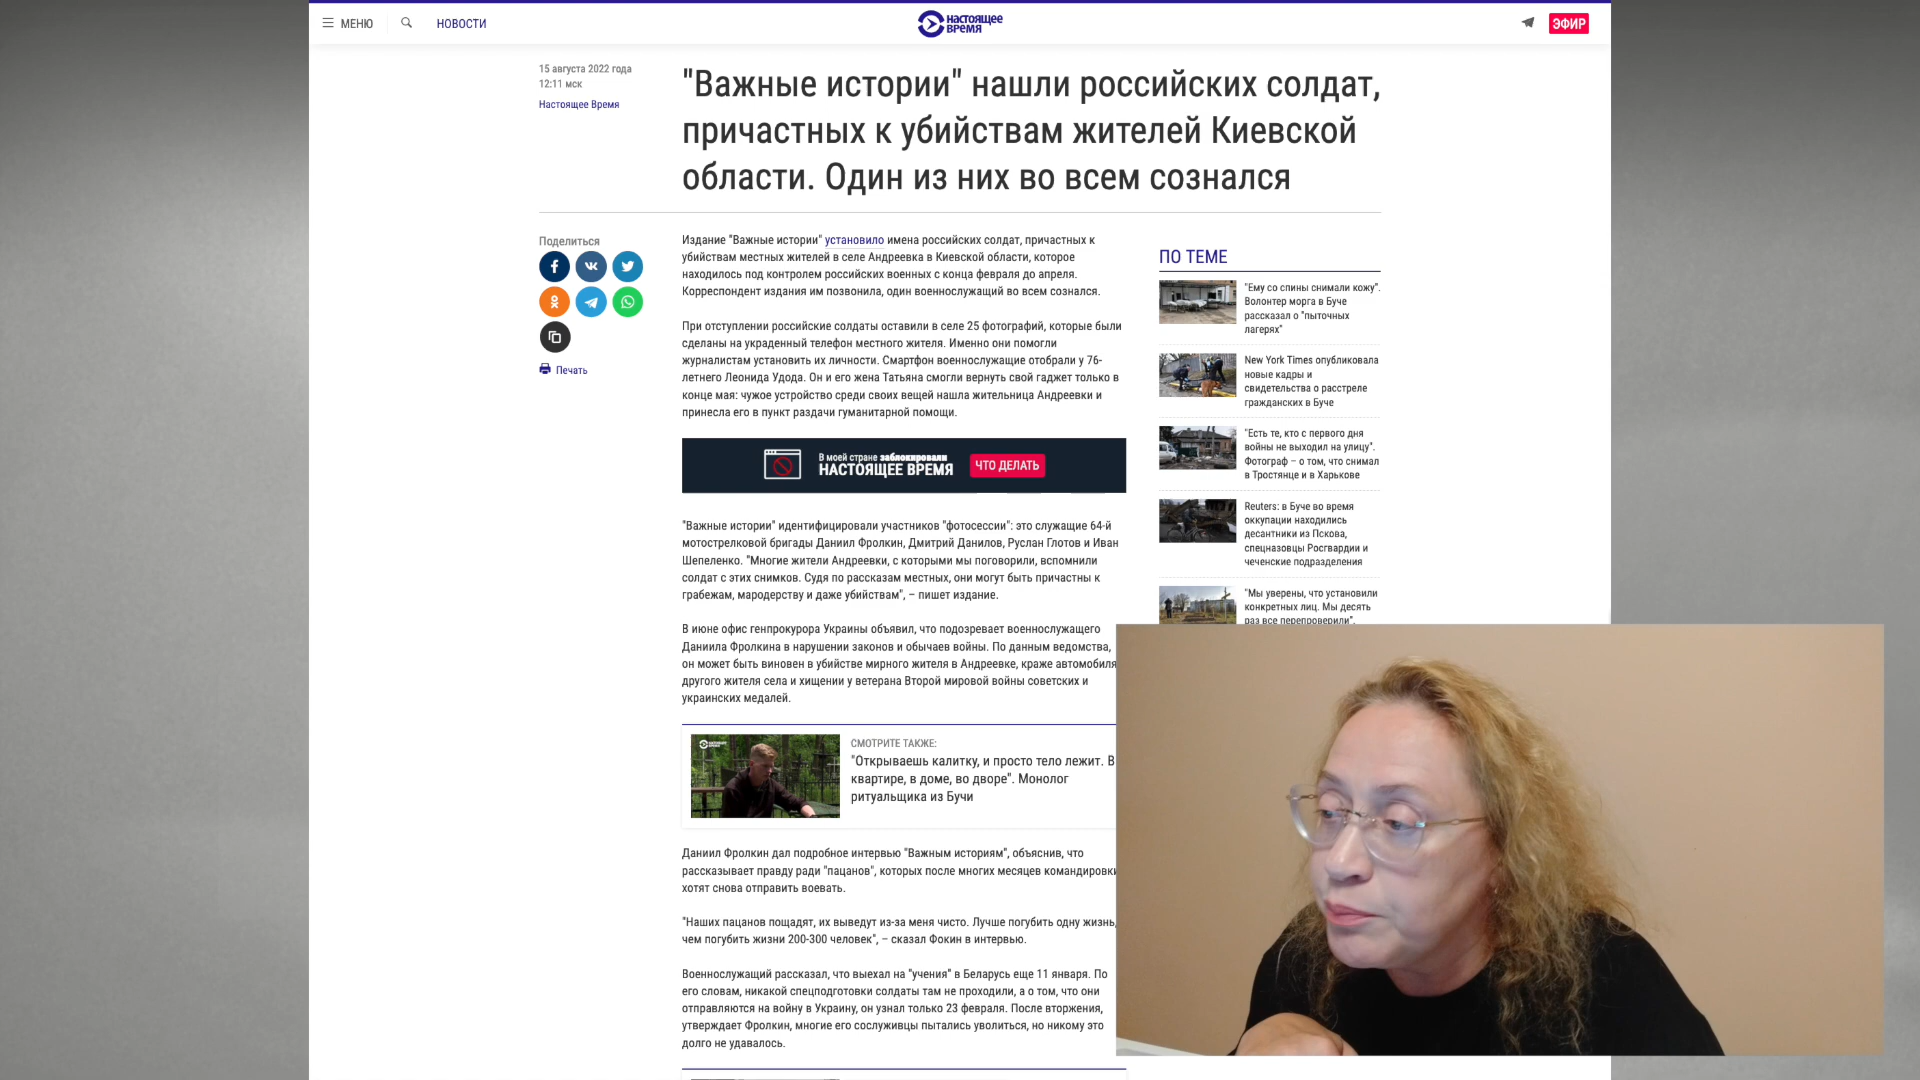 МЕНЮ
НОВОСТИ
НАСТОЯЩЕЕ
ВРЕМЯ
ЭФИР
15 августа 2022 года
12:11 мск
Настоящее Время
"Важные истории" нашли российских солдат,
причастных к убийствам жителей Киевской
области. Один из них во всем сознался
Поделиться
Печать
Издание "Важные истории" установило имена российских солдат, причастных к
убийствам местных жителей в селе Андреевка в Киевской области, которое
находилось под контролем российских военных с конца февраля до апреля.
Корреспондент издания им позвонила, один военнослужащий во всем сознался.
При отступлении российские солдаты оставили в селе 25 фотографий, которые были
сделаны на украденный телефон местного жителя. Именно они помогли
журналистам установить их личности. Смартфон военнослужащие отобрали у 76-
летнего Леонида Удода. Он и его жена Татьяна смогли вернуть свой гаджет только в
конце мая: чужое устройство среди своих вещей нашла жительница Андреевки и
принесла его в пункт раздачи гуманитарной помощи.
В моей стране заблокировали
НАСТОЯЩЕЕ ВРЕМЯ
ЧТО ДЕЛАТЬ
"Важные истории" идентифицировали участников "фотосессии": это служащие 64-й
мотострелковой бригады Даниил Фролкин, Дмитрий Данилов, Руслан Глотов и Иван
Шепеленко. "Многие жители Андреевки, с которыми мы поговорили, вспомнили
солдат с этих снимков. Судя по рассказам местных, они могут быть причастны к
грабежам, мародерству и даже убийствам", – пишет издание.
В июне офис генпрокурора Украины объявил, что подозревает военнослужащего
Даниила Фролкина в нарушении законов и обычаев войны. По данным ведомства,
он может быть виновен в убийстве мирного жителя в Андреевке, краже автомобиля
другого жителя села и хищении у ветерана Второй мировой войны советских и
украинских медалей.
СМОТРИТЕ ТАКЖЕ:
"Открываешь калитку, и просто тело лежит. В
квартире, в доме, во дворе". Монолог
ритуальщика из Бучи
Даниил Фролкин дал подробное интервью "Важным историям", объяснив, что
рассказывает правду ради "пацанов", которых после многих месяцев командировки
хотят снова отправить воевать.
"Наших пацанов пощадят, их выведут из-за меня чисто. Лучше погубить одну жизнь,
чем погубить жизни 200-300 человек", – сказал Фокин в интервью.
Военнослужащий рассказал, что выехал на "учения" в Беларусь еще 11 января. По
его словам, никакой спецподготовки солдаты там не проходили, а о том, что они
отправляются на войну в Украину, он узнал только 23 февраля. После вторжения,
утверждает Фролкин, многие его сослуживцы пытались уволиться, но никому это
долго не удавалось.
ПО ТЕМЕ
"Ему со спины снимали кожу".
Волонтер морга в Буче
рассказал о "пыточных
лагерях"
New York Times опубликовала
новые кадры и
свидетельства о расстреле
гражданских в Буче
"Есть те, кто с первого дня
войны не выходил на улицу".
Фотограф – о том, что снимал
в Тростянце и в Харькове
Reuters: в Буче во время
оккупации находились
десантники из Пскова,
спецназовцы Росгвардии и
чеченские подразделения
"Мы уверены, что установили
конкретных лиц. Мы десять
раз все перепроверили".